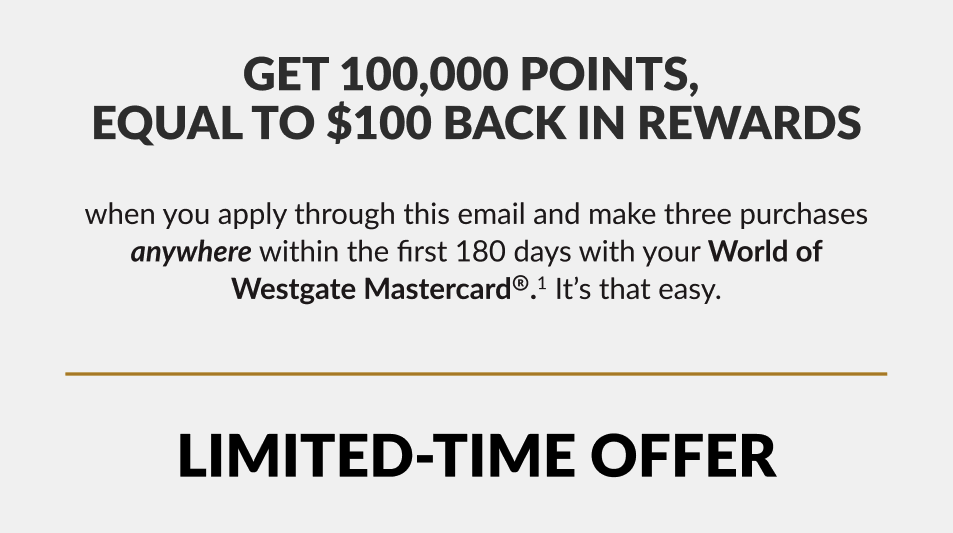 GET 100,000 POINTS,
EQUAL TO $100 BACK IN REWARDS
when you apply through this email and make three purchases
anywhere within the first 180 days with your World of
Westgate Mastercard®.¹ It’s that easy.
LIMITED-TIME OFFER